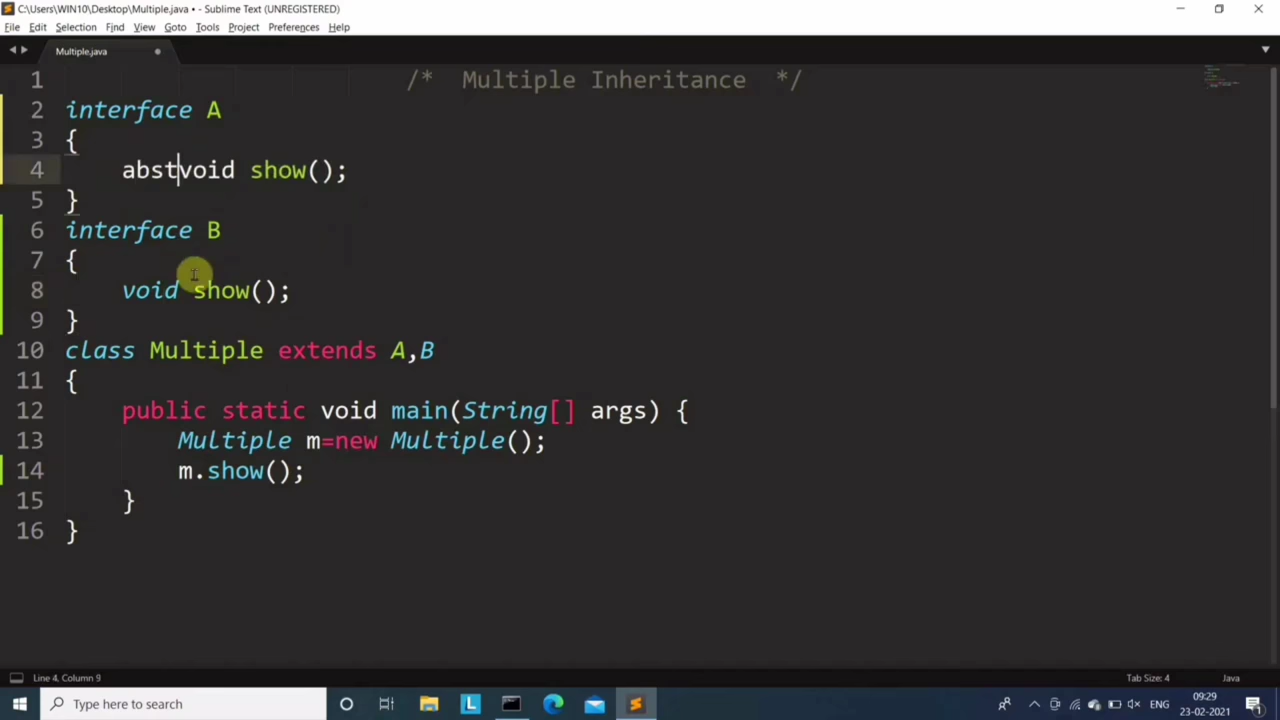 C:\Users\WIN10\Desktop\Multiple.java • - Sublime Text (UNREGISTERED)
File Edit Selection Find View Goto Tools Project Preferences Help
Multiple.java
1 /* Multiple Inheritance */
2 interface A
3 {
4 abstvoid show();
5 }
6 interface B
7 {
8 void show();
9 }
10 class Multiple extends A,B
11 {
12 public static void main(String[] args) {
13 Multiple m=new Multiple();
14 m.show();
15 }
16 }
Line 4, Column 9 Tab Size: 4 Java
Type here to search L ENG 09:29
23-02-2021 1